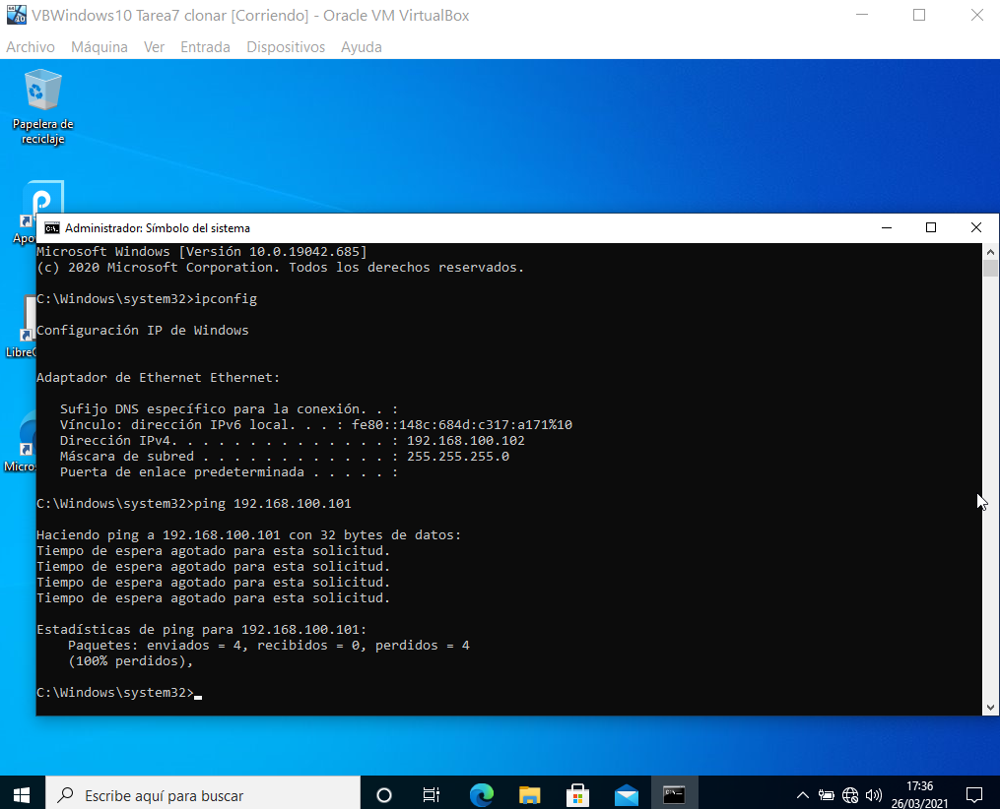 VBWindows10 Tarea7 clonar [Corriendo] - Oracle VM VirtualBox
Archivo Máquina Ver Entrada Dispositivos Ayuda
Papelera de
reciclaje
Administrador: Símbolo del sistema
Microsoft Windows [Versión 10.0.19042.685]
(c) 2020 Microsoft Corporation. Todos los derechos reservados.
C:\Windows\system32>ipconfig
Configuración IP de Windows
Adaptador de Ethernet Ethernet:
Sufijo DNS específico para la conexión. . :
Vínculo: dirección IPv6 local. . . : fe80::148c:684d:c317:a171%10
Dirección IPv4. . . . . . . . . . . . . . : 192.168.100.102
Máscara de subred . . . . . . . . . . . . : 255.255.255.0
Puerta de enlace predeterminada . . . . . :
C:\Windows\system32>ping 192.168.100.101
Haciendo ping a 192.168.100.101 con 32 bytes de datos:
Tiempo de espera agotado para esta solicitud.
Tiempo de espera agotado para esta solicitud.
Tiempo de espera agotado para esta solicitud.
Tiempo de espera agotado para esta solicitud.
Estadísticas de ping para 192.168.100.101:
Paquetes: enviados = 4, recibidos = 0, perdidos = 4
(100% perdidos),
C:\Windows\system32>
Escribe aquí para buscar
17:36
26/03/2021